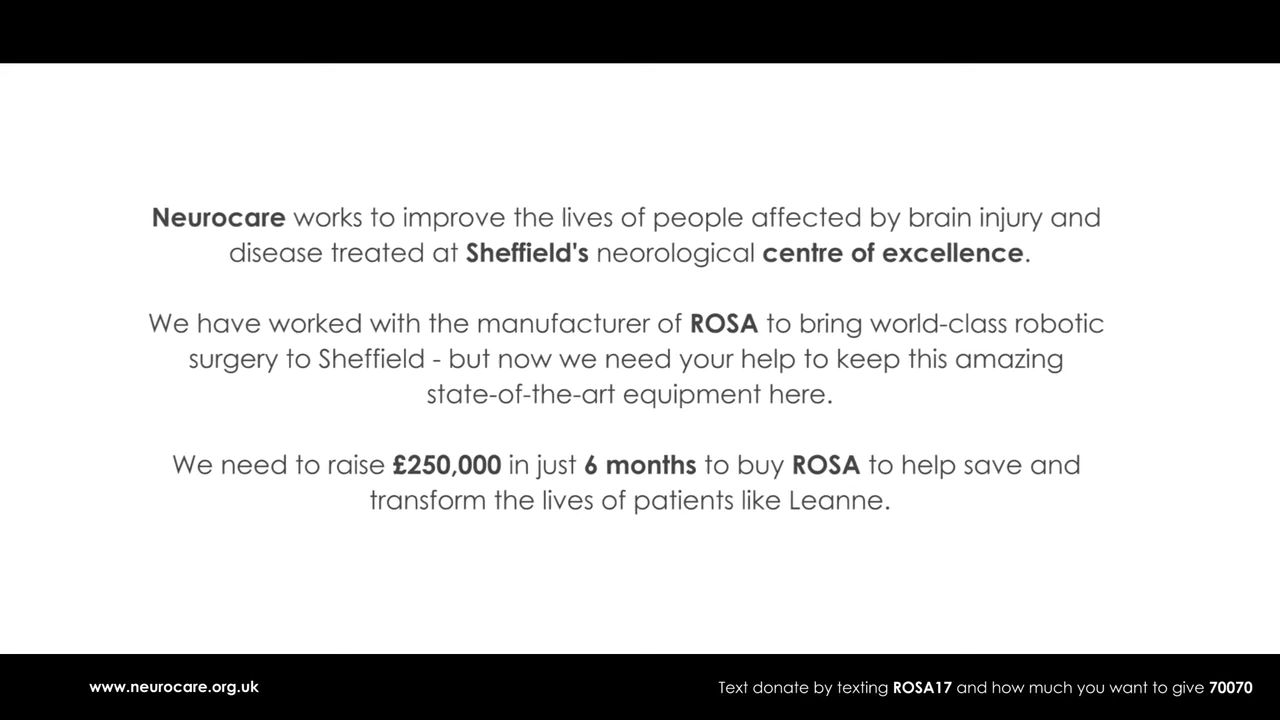 Neurocare works to improve the lives of people affected by brain injury and
disease treated at Sheffield's neorological centre of excellence.
We have worked with the manufacturer of ROSA to bring world-class robotic
surgery to Sheffield - but now we need your help to keep this amazing
state-of-the-art equipment here.
We need to raise £250,000 in just 6 months to buy ROSA to help save and
transform the lives of patients like Leanne.
www.neurocare.org.uk
Text donate by texting ROSA17 and how much you want to give 70070